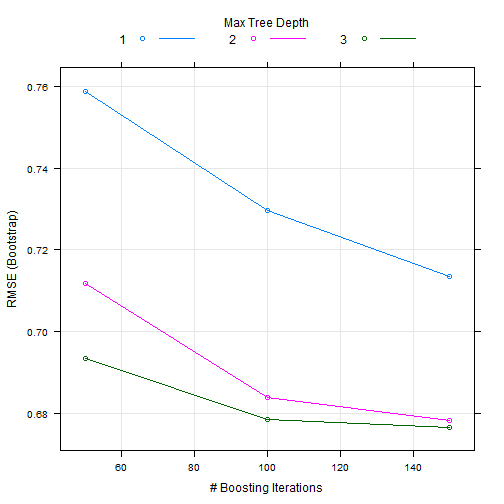 Max Tree Depth
1 2 3
0.76
0.74
0.72
0.70
0.68
RMSE (Bootstrap)
60 80 100 120 140
# Boosting Iterations